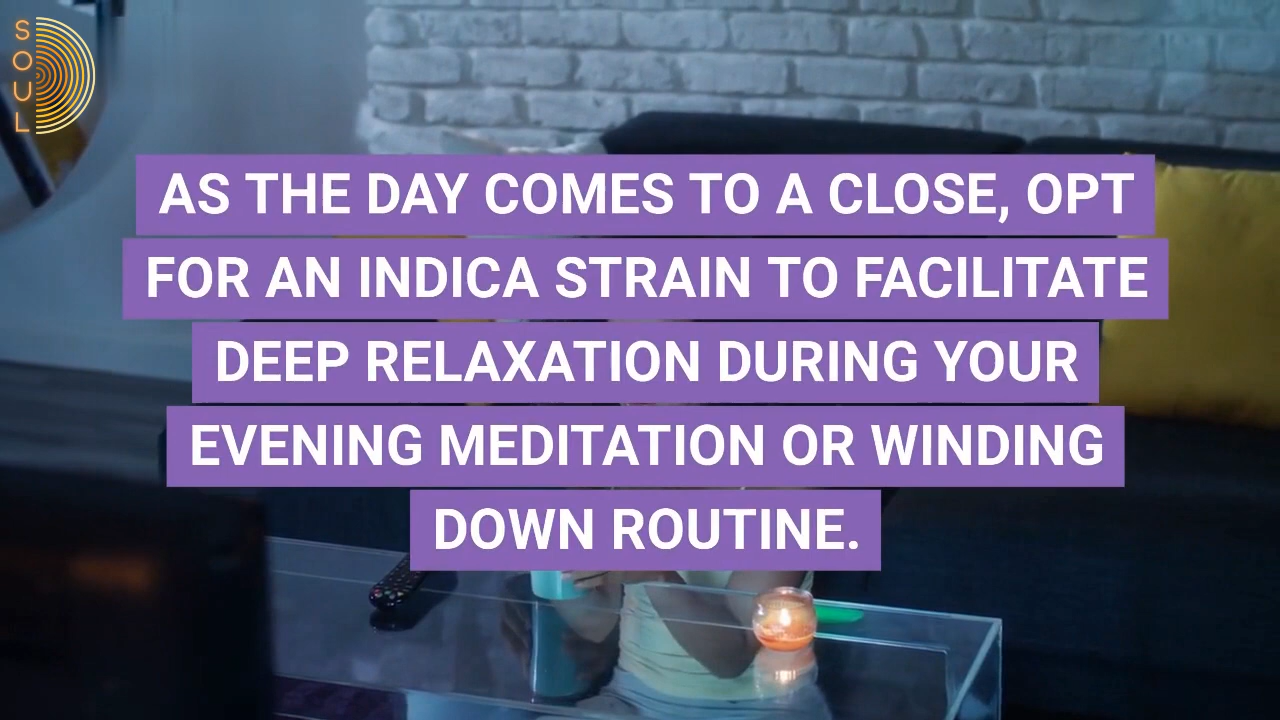 SOUL
AS THE DAY COMES TO A CLOSE, OPT
FOR AN INDICA STRAIN TO FACILITATE
DEEP RELAXATION DURING YOUR
EVENING MEDITATION OR WINDING
DOWN ROUTINE.